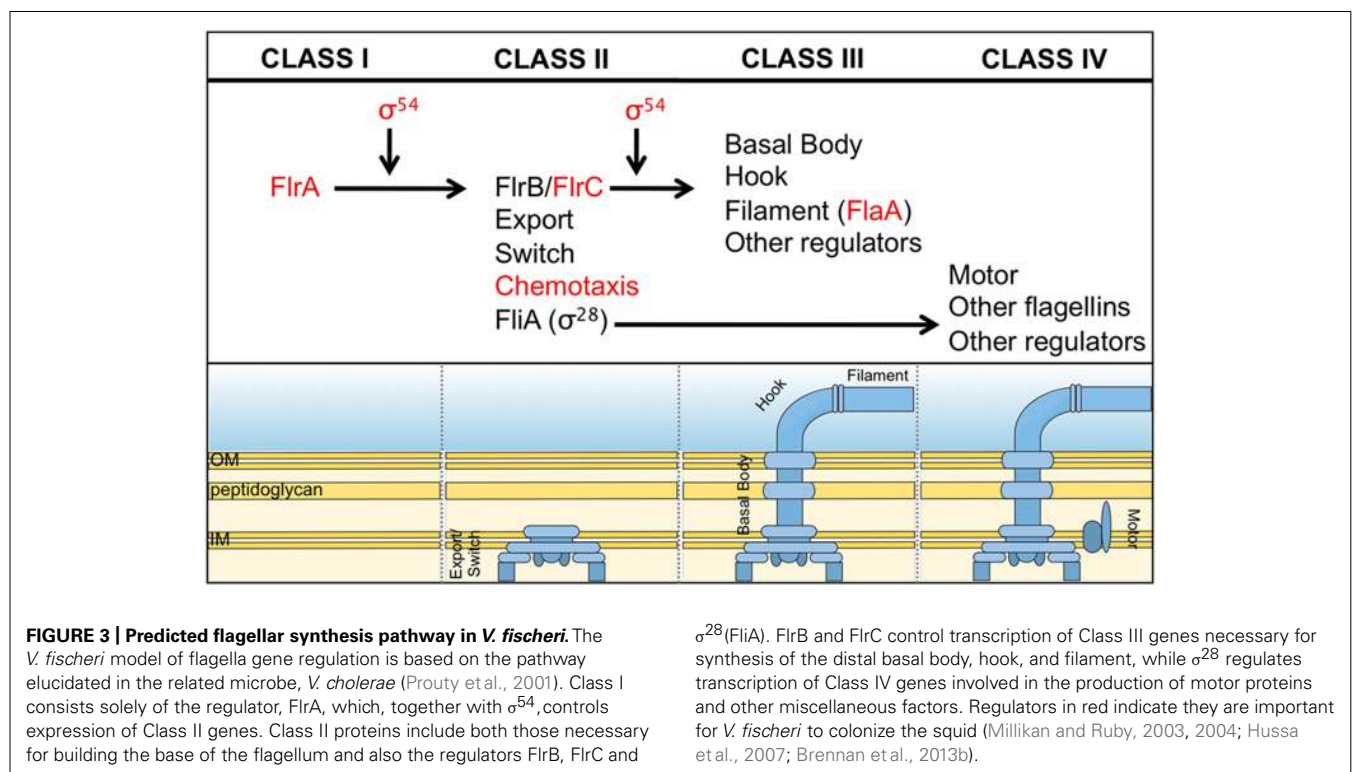 CLASS I CLASS II CLASS III CLASS IV
σ54 σ54
FlrA FlrB/FlrC
Export
Switch
Chemotaxis
FliA (σ28)
Basal Body
Hook
Filament (FlaA)
Other regulators
Motor
Other flagellins
Other regulators
OM
peptidoglycan
IM
Export/
Switch
Basal Body
Hook
Filament
Motor
FIGURE 3 | Predicted flagellar synthesis pathway in V. fischeri. The
V. fischeri model of flagella gene regulation is based on the pathway
elucidated in the related microbe, V. cholerae (Prouty et al., 2001). Class I
consists solely of the regulator, FlrA, which, together with σ54, controls
expression of Class II genes. Class II proteins include both those necessary
for building the base of the flagellum and also the regulators FlrB, FlrC and
σ28(FliA). FlrB and FlrC control transcription of Class III genes necessary for
synthesis of the distal basal body, hook, and filament, while σ28 regulates
transcription of Class IV genes involved in the production of motor proteins
and other miscellaneous factors. Regulators in red indicate they are important
for V. fischeri to colonize the squid (Millikan and Ruby, 2003, 2004; Hussa
et al., 2007; Brennan et al., 2013b).